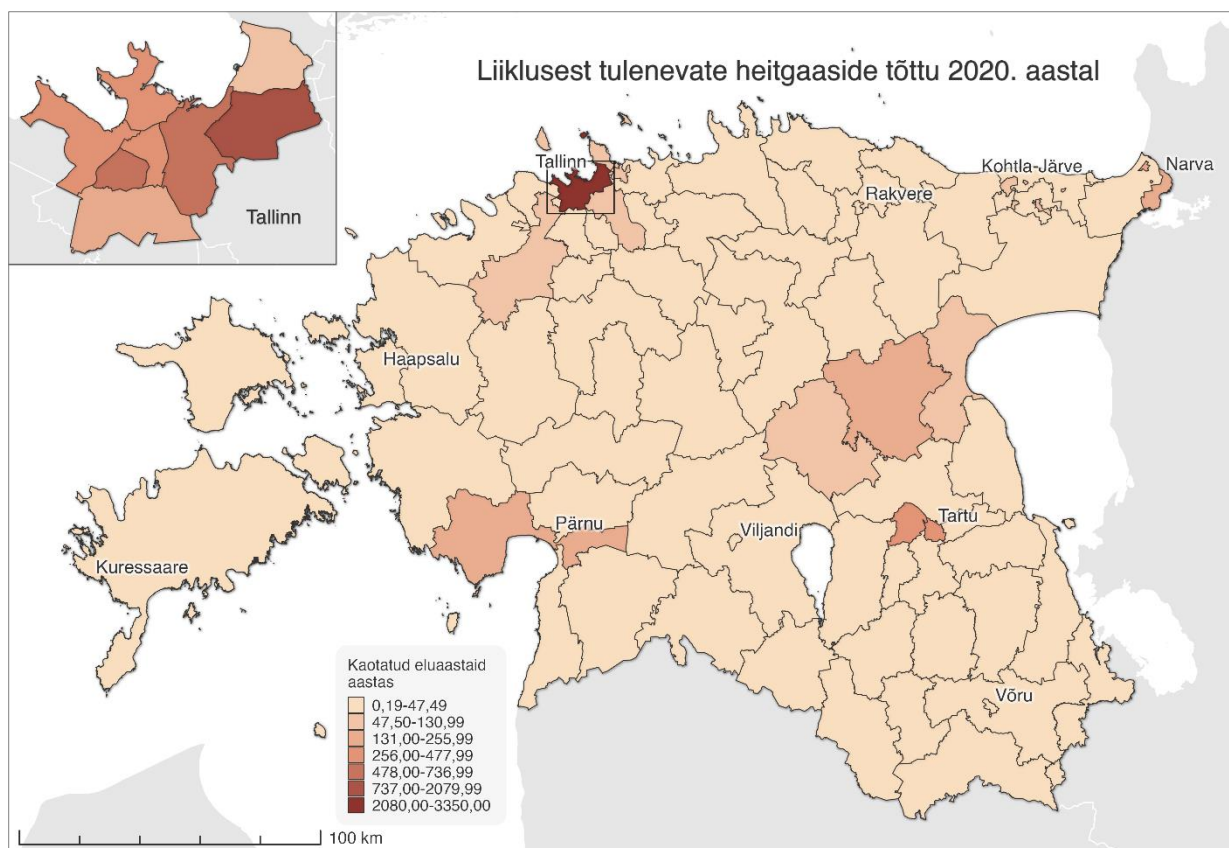 Liiklusest tulenevate heitgaaside tõttu 2020. aastal
Tallinn
Tallinn
Kohtla-Järve
Narva
Rakvere
Haapsalu
Pärnu
Viljandi
Tartu
Kuressaare
Võru
Kaotatud eluaastaid
aastas
0,19-47,49
47,50-130,99
131,00-255,99
256,00-477,99
478,00-736,99
737,00-2079,99
2080,00-3350,00
100 km